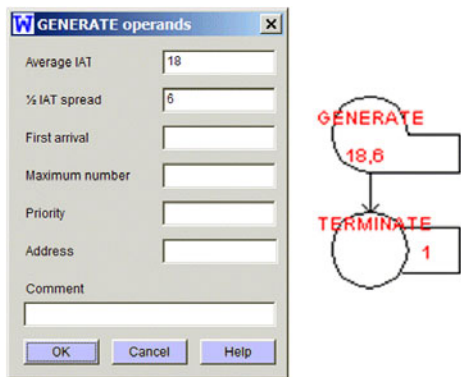 GENERATE operands
Average IAT
18
½ IAT spread
6
First arrival
Maximum number
Priority
Address
Comment
OK
Cancel
Help
GENERATE
18,6
TERMINATE
1